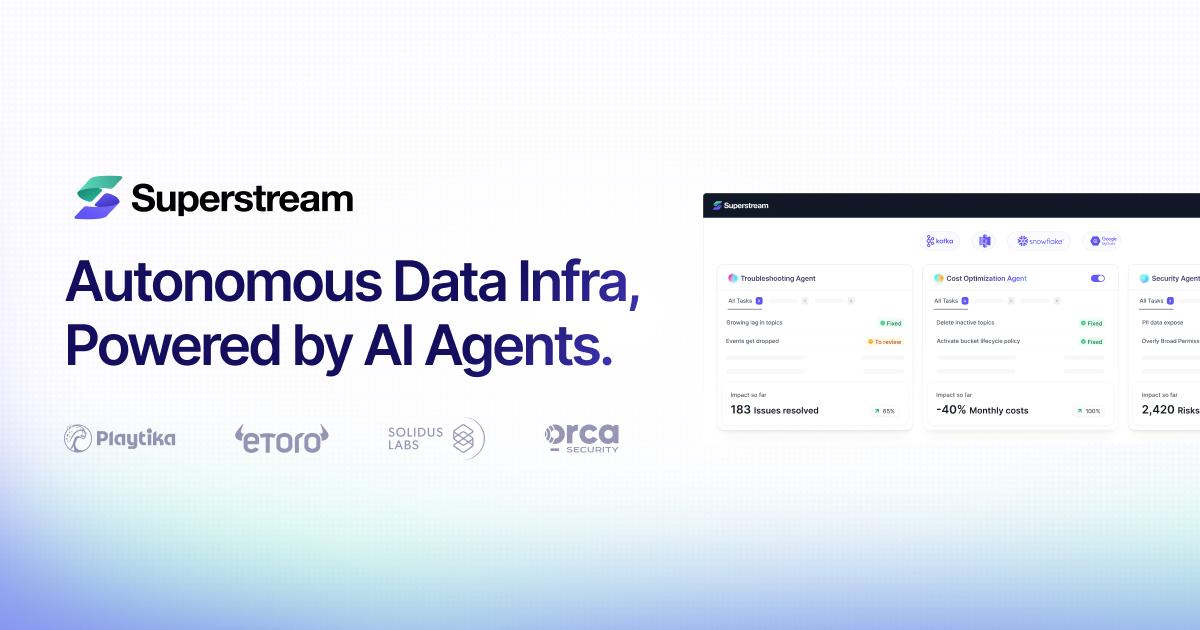 Superstream
Autonomous Data Infra,
Powered by AI Agents.
Playtika
eToro
SOLIDUS
LABS
orca
SECURITY
Superstream
kafka
snowflake
Google
Troubleshooting Agent
All Tasks
Growing lag in topics
Fixed
Events get dropped
To review
Impact so far
183 Issues resolved
65%
Cost Optimization Agent
All Tasks
Delete inactive topics
Fixed
Activate bucket lifecycle policy
Fixed
Impact so far
-40% Monthly costs
100%
Security Agent
All Tasks
PII data expose
Overly Broad Permiss
Impact so far
2,420 Risks